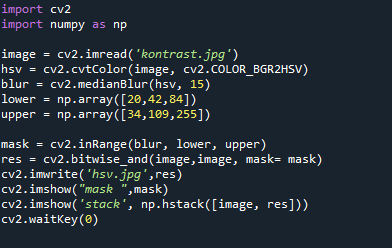 import cv2
import numpy as np
image = cv2.imread('kontrast.jpg')
hsv = cv2.cvtColor(image, cv2.COLOR_BGR2HSV)
blur = cv2.medianBlur(hsv, 15)
lower = np.array([20,42,84])
upper = np.array([34,109,255])
mask = cv2.inRange(blur, lower, upper)
res = cv2.bitwise_and(image,image, mask= mask)
cv2.imwrite('hsv.jpg',res)
cv2.imshow("mask ",mask)
cv2.imshow('stack', np.hstack([image, res]))
cv2.waitKey(0)